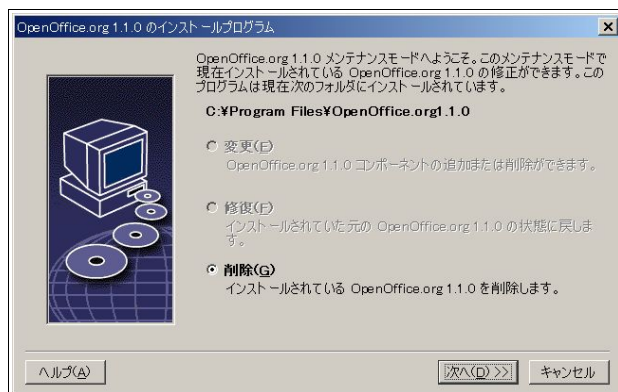 OpenOffice.org 1.1.0 のインストールプログラム
OpenOffice.org 1.1.0 メンテナンスモードへようこそ。このメンテナンスモードで
現在インストールされている OpenOffice.org 1.1.0 の修正ができます。この
プログラムは現在次のフォルダにインストールされています。
C:¥Program Files¥OpenOffice.org1.1.0
変更(E)
OpenOffice.org 1.1.0 コンポーネントの追加または削除ができます。
修復(F)
インストールされていた元の OpenOffice.org 1.1.0 の状態に戻しま
す。
削除(G)
インストールされている OpenOffice.org 1.1.0 を削除します。
ヘルプ(A)
次へ(D) >>
キャンセル